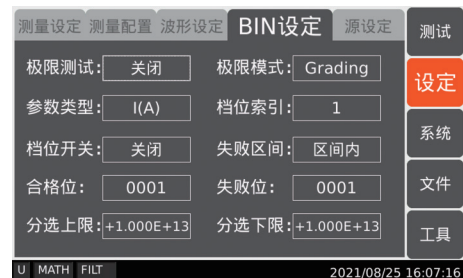 测量设定 测量配置 波形设定 BIN设定 源设定 测试
极限测试: 关闭 极限模式: Grading 设定
参数类型: I(A) 档位索引: 1
档位开关: 关闭 失败区间: 区间内 系统
合格位: 0001 失败位: 0001 文件
分选上限: +1.000E+13 分选下限: +1.000E+13 工具
U MATH FILT 2021/08/25 16:07:16